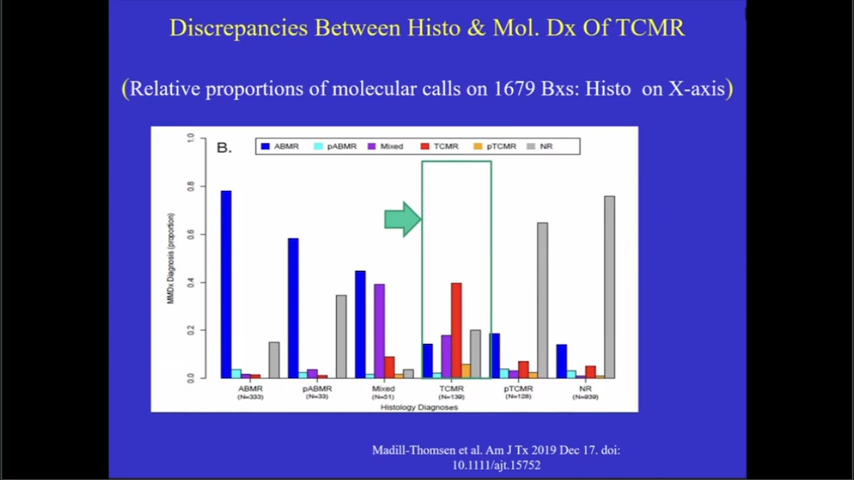 Discrepancies Between Histo & Mol. Dx Of TCMR
(Relative proportions of molecular calls on 1679 Bxs: Histo on X-axis)
B.
ABMR pABMR Mixed TCMR pTCMR NR
MMDx Diagnosis (proportion)
1.0
0.8
0.6
0.4
0.2
0.0
ABMR pABMR Mixed TCMR pTCMR NR
(N=333) (N=33) (N=51) (N=139) (N=128) (N=939)
Histology Diagnoses
Madill-Thomsen et al. Am J Tx 2019 Dec 17. doi:
10.1111/ajt.15752